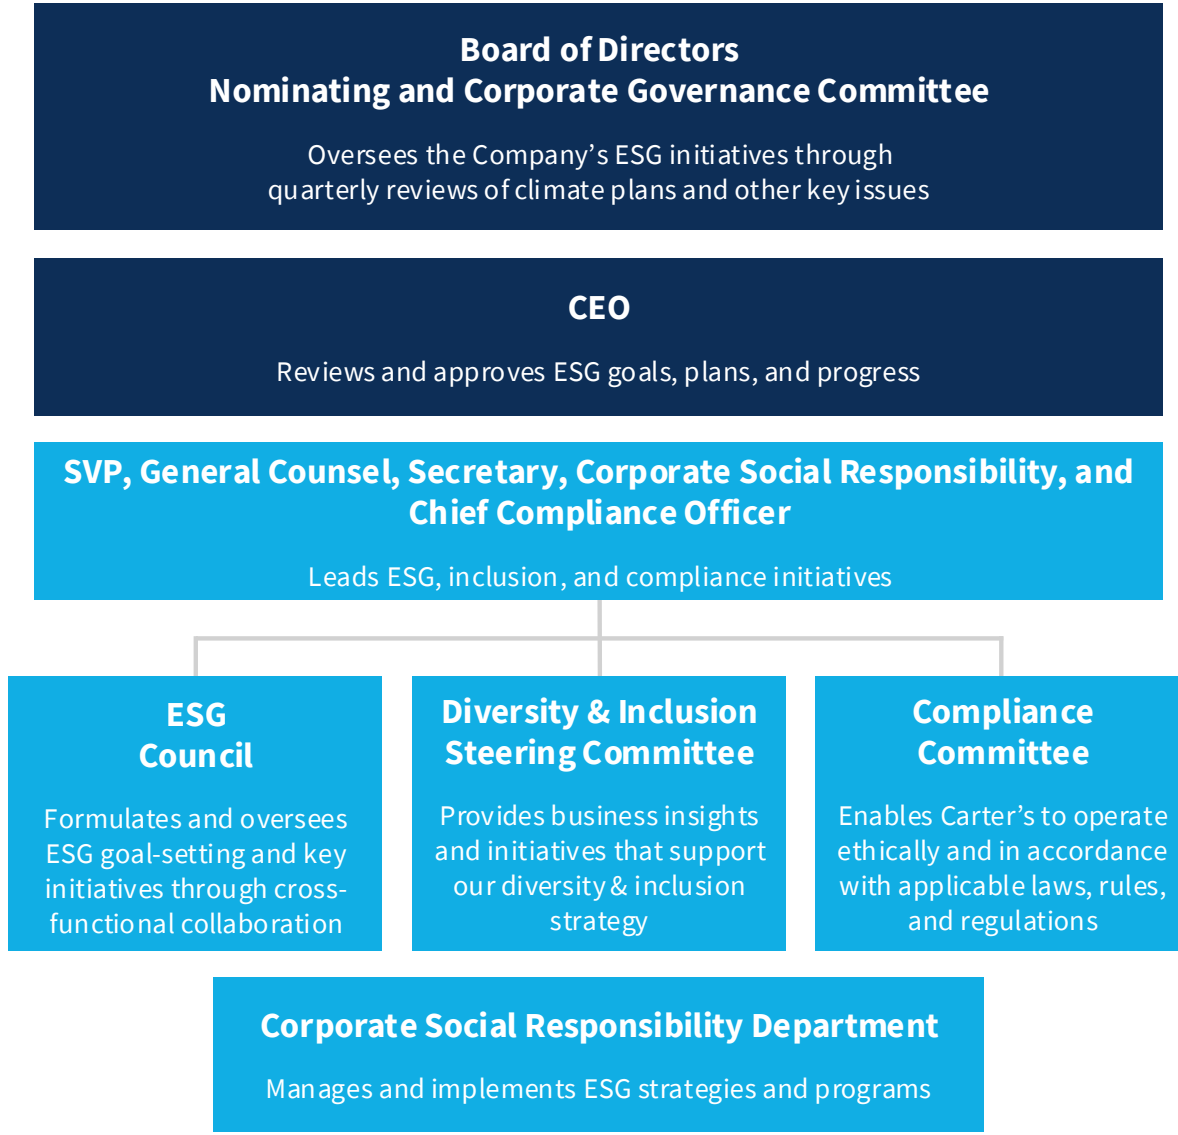 Board of Directors
Nominating and Corporate Governance Committee
Oversees the Company’s ESG initiatives through
quarterly reviews of climate plans and other key issues
CEO
Reviews and approves ESG goals, plans, and progress
SVP, General Counsel, Secretary, Corporate Social Responsibility, and
Chief Compliance Officer
Leads ESG, inclusion, and compliance initiatives
ESG
Council
Formulates and oversees
ESG goal-setting and key
initiatives through cross-
functional collaboration
Diversity & Inclusion
Steering Committee
Provides business insights
and initiatives that support
our diversity & inclusion
strategy
Compliance
Committee
Enables Carter’s to operate
ethically and in accordance
with applicable laws, rules,
and regulations
Corporate Social Responsibility Department
Manages and implements ESG strategies and programs